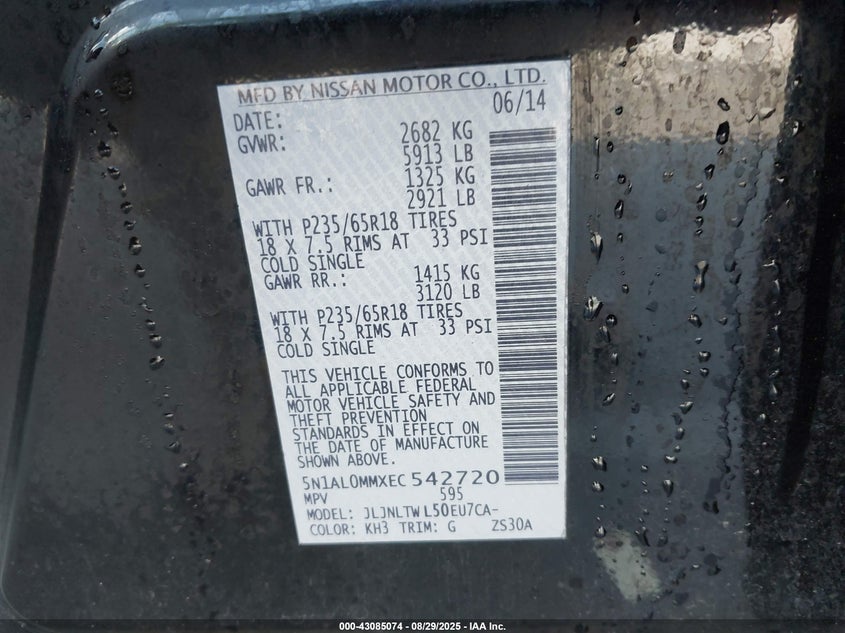 MFD BY NISSAN MOTOR CO., LTD.
DATE: 06/14
GVWR: 2682 KG
5913 LB
GAWR FR.: 1325 KG
2921 LB
WITH P235/65R18 TIRES
18 X 7.5 RIMS AT 33 PSI
COLD SINGLE
GAWR RR.: 1415 KG
3120 LB
WITH P235/65R18 TIRES
18 X 7.5 RIMS AT 33 PSI
COLD SINGLE
THIS VEHICLE CONFORMS TO
ALL APPLICABLE FEDERAL
MOTOR VEHICLE SAFETY AND
THEFT PREVENTION
STANDARDS IN EFFECT ON
THE DATE OF MANUFACTURE
SHOWN ABOVE.
5N1AL0MMXEC542720
MPV 595
MODEL: JLJNLTWL50EU7CA-
COLOR: KH3 TRIM: G ZS30A
000-43085074 - 08/29/2025 - IAA Inc.